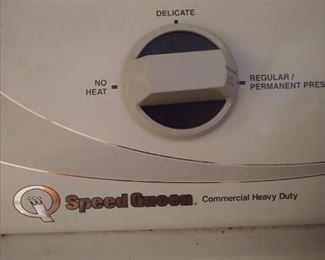 DELICATE
NO
HEAT
REGULAR /
PERMANENT PRES
Speed Queen® Commercial Heavy Duty